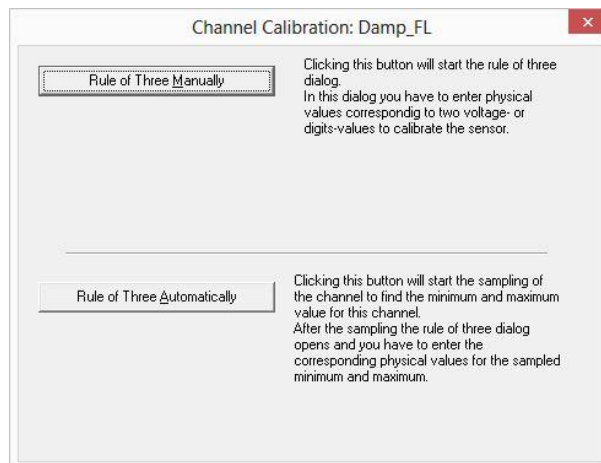 Channel Calibration: Damp_FL
Rule of Three Manually
Clicking this button will start the rule of three
dialog.
In this dialog you have to enter physical
values correspondig to two voltage- or
digits-values to calibrate the sensor.
Rule of Three Automatically
Clicking this button will start the sampling of
the channel to find the minimum and maximum
value for this channel.
After the sampling the rule of three dialog
opens and you have to enter the
corresponding physical values for the sampled
minimum and maximum.